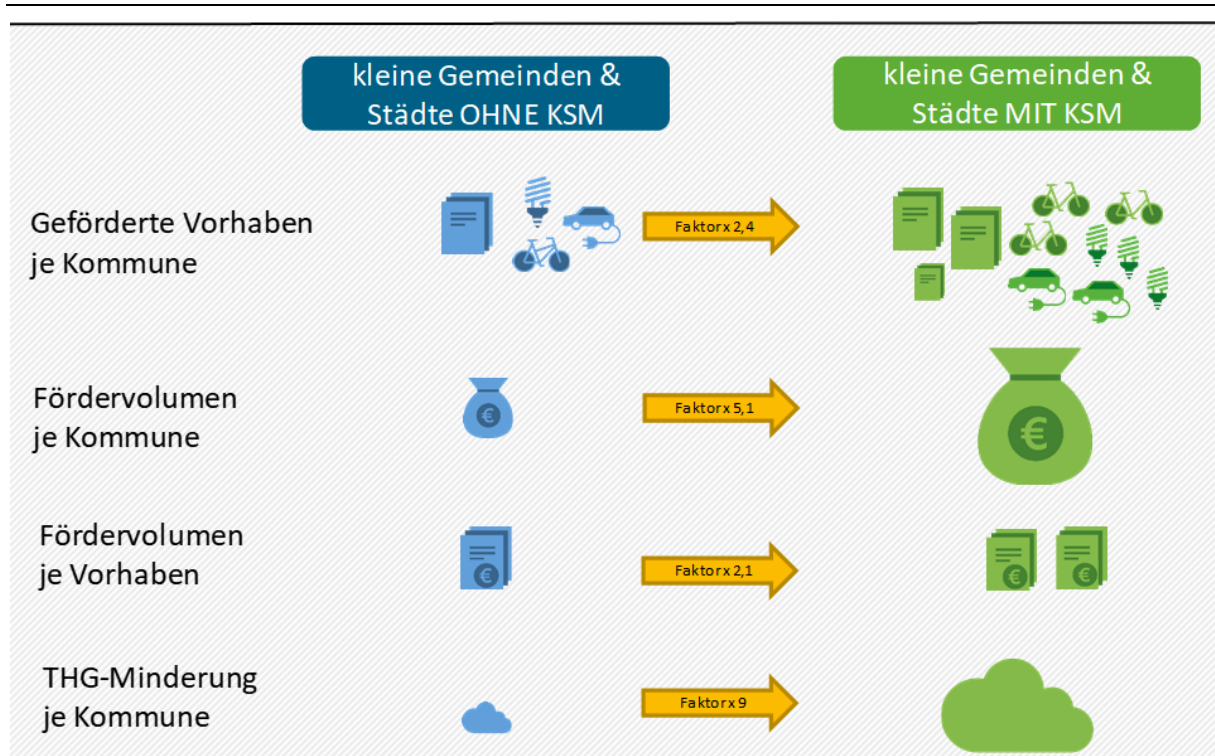 kleine Gemeinden &
Städte OHNE KSM
kleine Gemeinden &
Städte MIT KSM
Geförderte Vorhaben
je Kommune
Faktor x 2,4
Fördervolumen
je Kommune
€
Faktor x 5,1
€
Fördervolumen
je Vorhaben
€
Faktor x 2,1
€
€
THG-Minderung
je Kommune
Faktor x 9